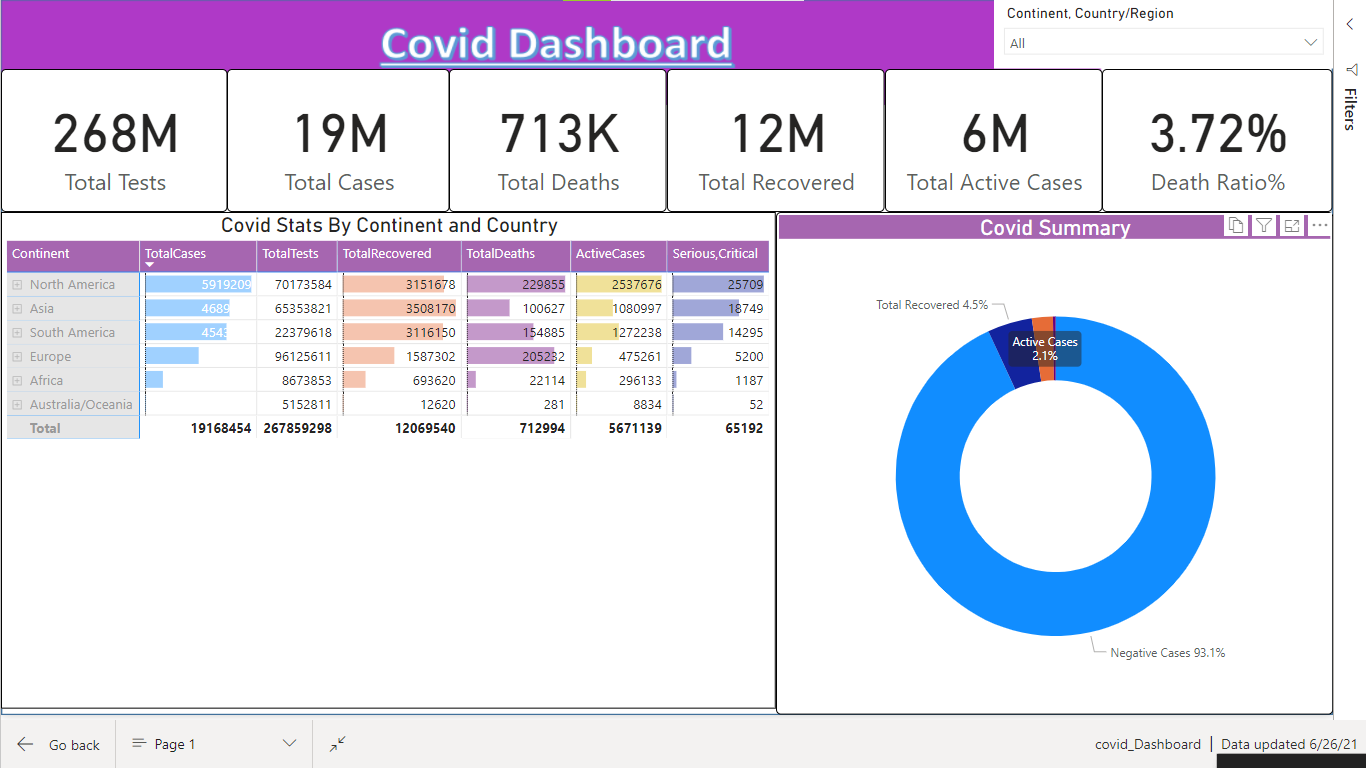 Covid Dashboard
Continent, Country/Region
All
Filters
268M
Total Tests
19M
Total Cases
713K
Total Deaths
12M
Total Recovered
6M
Total Active Cases
3.72%
Death Ratio%
Covid Stats By Continent and Country
Continent TotalCases TotalTests TotalRecovered TotalDeaths ActiveCases Serious,Critical
North America 5919209 70173584 3151678 229855 2537676 25709
Asia 4689 65353821 3508170 100627 1080997 18749
South America 4543 22379618 3116150 154885 1272238 14295
Europe 96125611 1587302 205232 475261 5200
Africa 8673853 693620 22114 296133 1187
Australia/Oceania 5152811 12620 281 8834 52
Total 19168454 267859298 12069540 712994 5671139 65192
Covid Summary
Total Recovered 4.5%
Active Cases
2.1%
Negative Cases 93.1%
Go back
Page 1
covid_Dashboard | Data updated 6/26/21